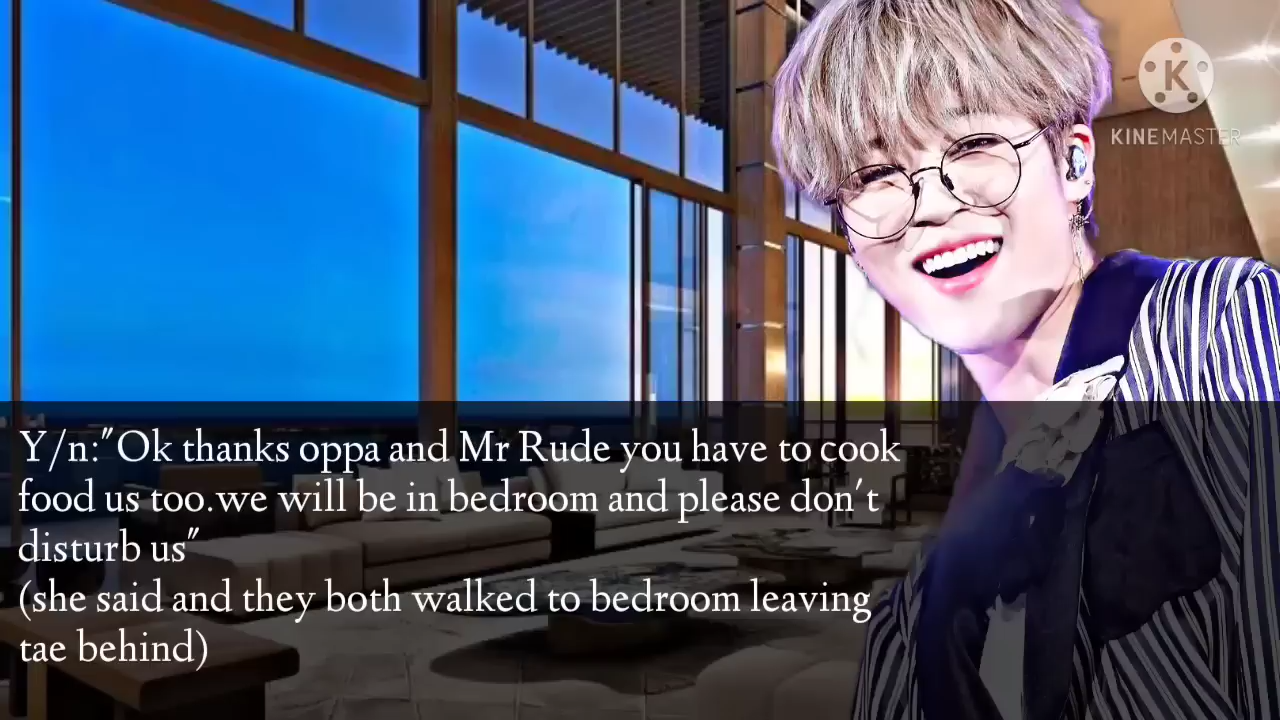 K
KINEMASTER
Y/n:"Ok thanks oppa and Mr Rude you have to cook
food us too.we will be in bedroom and please don't
disturb us"
(she said and they both walked to bedroom leaving
tae behind)